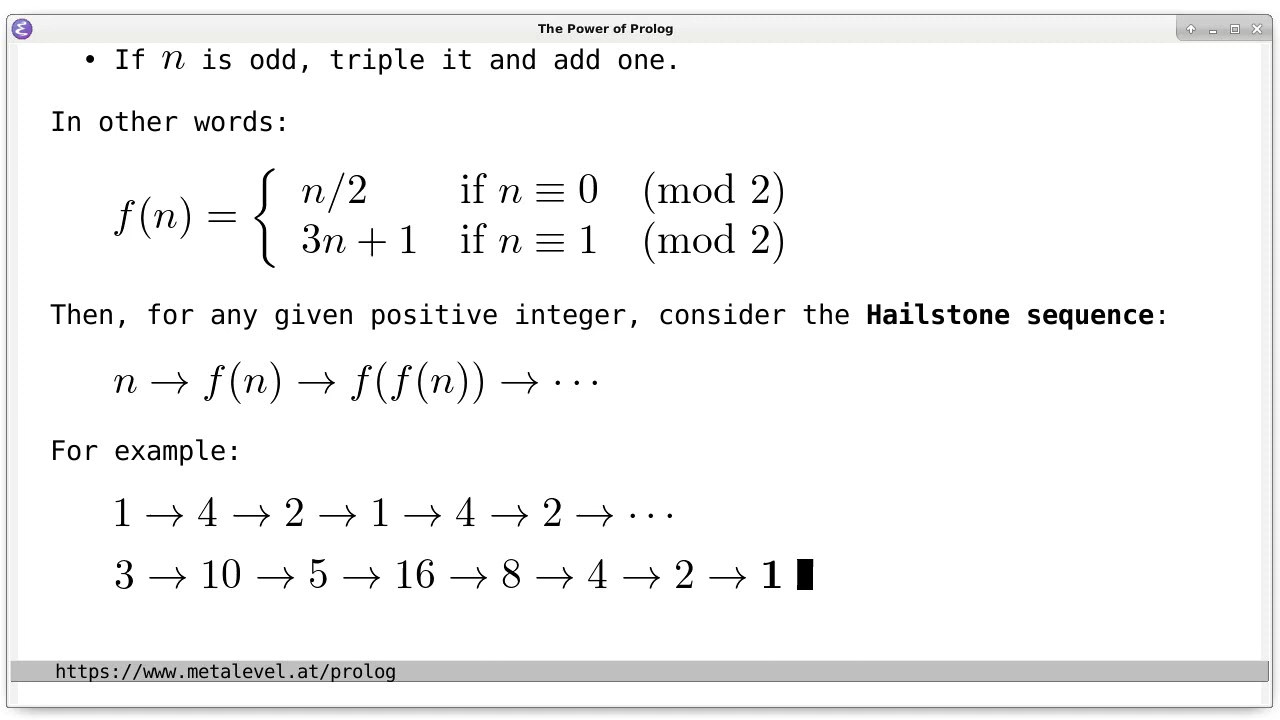 The Power of Prolog
• If n is odd, triple it and add one.
In other words:
f(n) = { n/2 if n ≡ 0 (mod 2)
3n + 1 if n ≡ 1 (mod 2)
Then, for any given positive integer, consider the Hailstone sequence:
n → f(n) → f(f(n)) → ···
For example:
1 → 4 → 2 → 1 → 4 → 2 → ···
3 → 10 → 5 → 16 → 8 → 4 → 2 → 1
https://www.metalevel.at/prolog